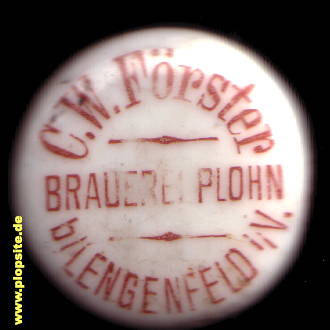 C.W. Förster
BRAUEREI PLOHN
b/LENGENFELD i/V.
www.plopsite.de